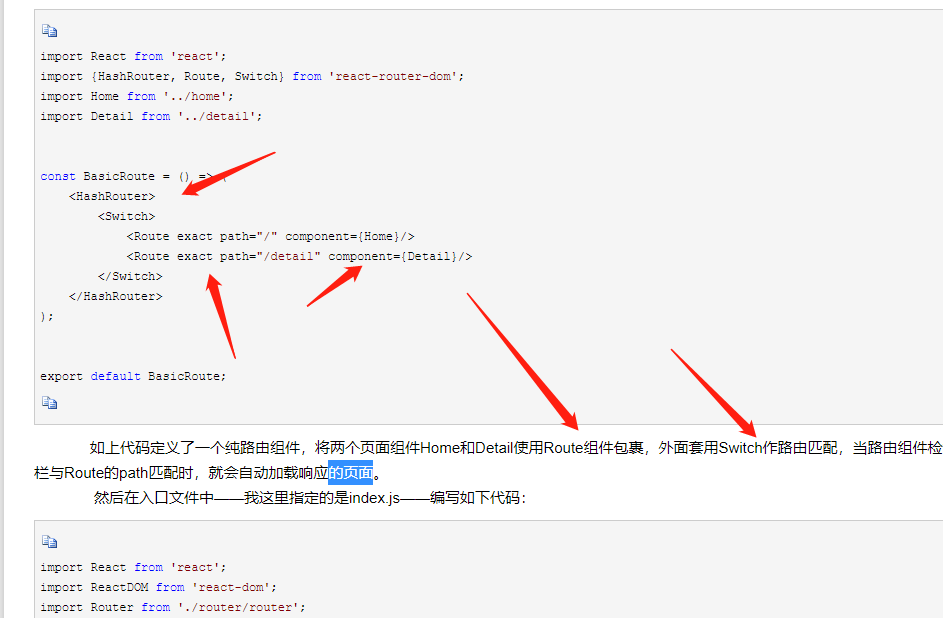 import React from 'react';
import {HashRouter, Route, Switch} from 'react-router-dom';
import Home from '../home';
import Detail from '../detail';
const BasicRoute = () => (
<HashRouter>
<Switch>
<Route exact path="/" component={Home}/>
<Route exact path="/detail" component={Detail}/>
</Switch>
</HashRouter>
);
export default BasicRoute;
如上代码定义了一个纯路由组件，将两个页面组件Home和Detail使用Route组件包裹，外面套用Switch作路由匹配，当路由组件检
栏与Route的path匹配时，就会自动加载响应的页面。
然后在入口文件中——我这里指定的是index.js——编写如下代码：
import React from 'react';
import ReactDOM from 'react-dom';
import Router from './router/router';